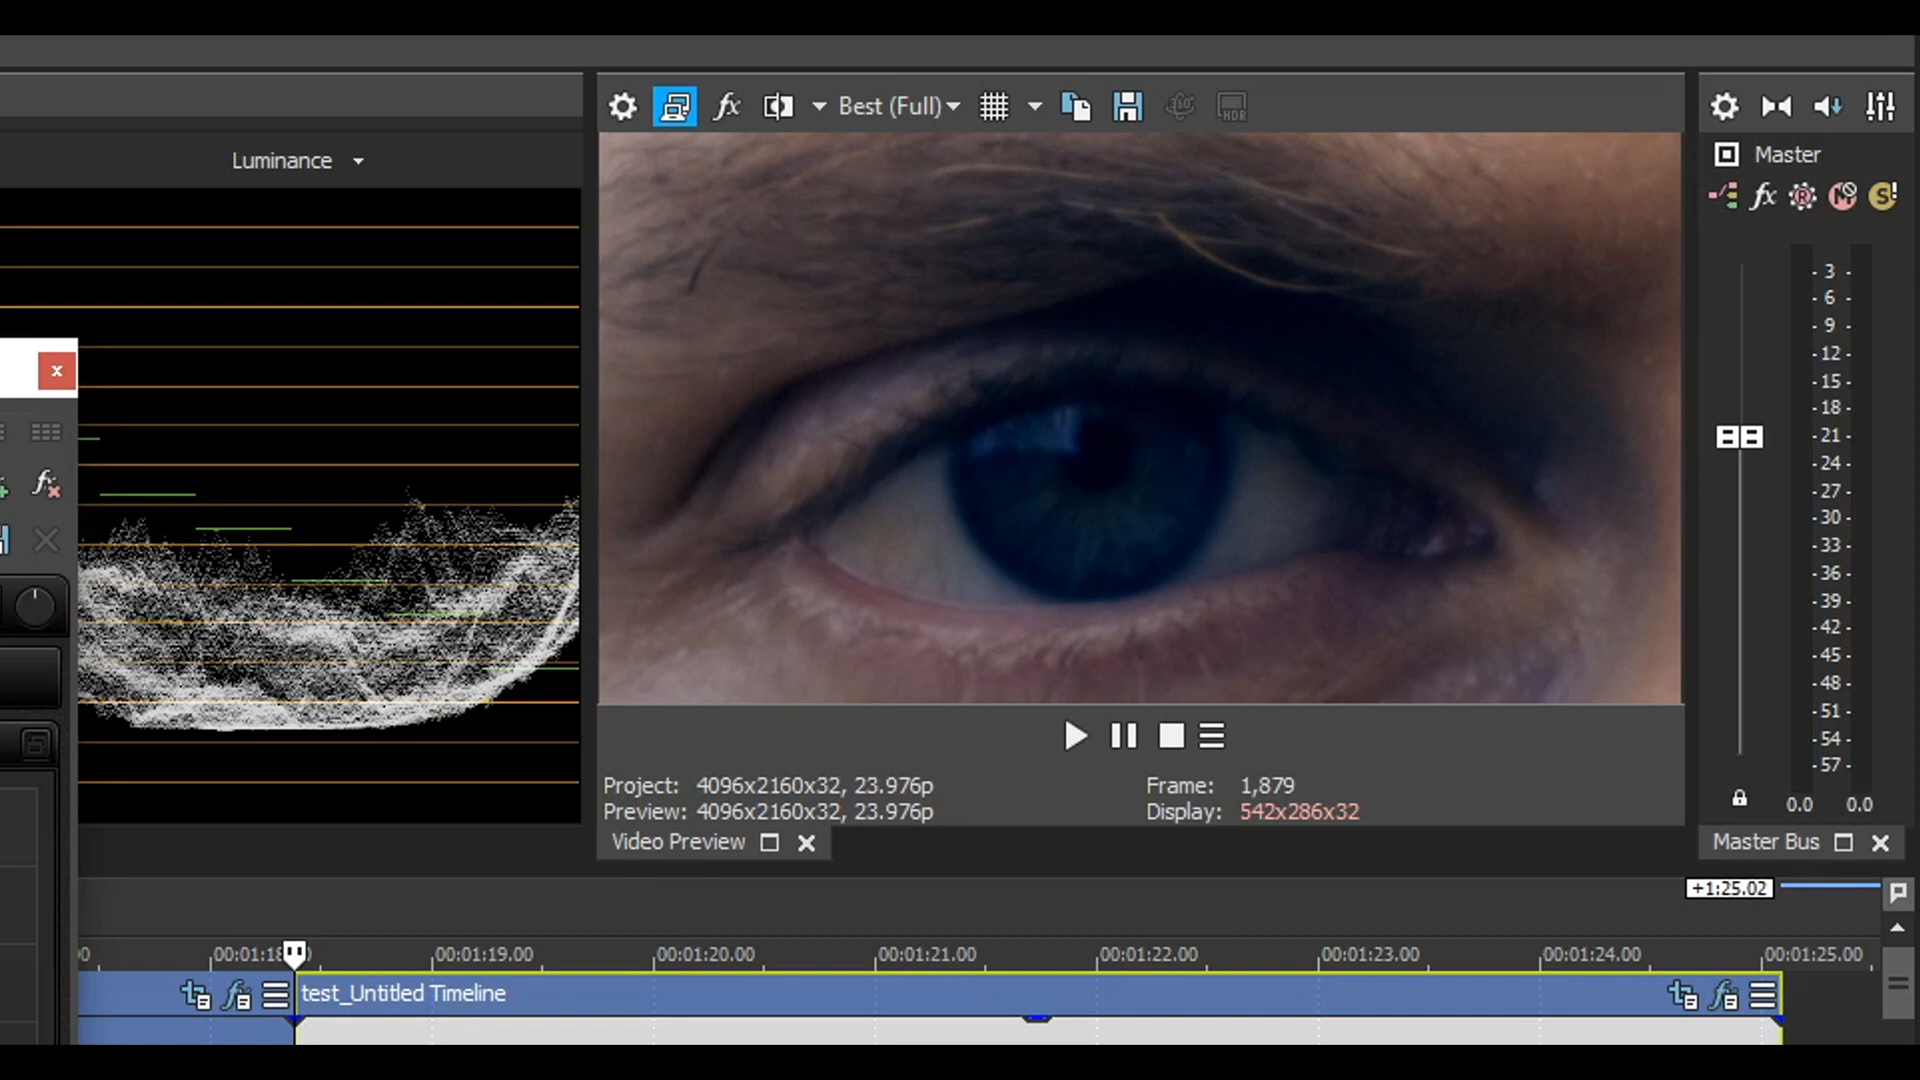 Luminance
fx
Best (Full)
360
HDR
Master
fx
R
M
S!
3
6
9
12
15
18
21
24
27
30
33
36
39
42
45
48
51
54
57
0.0 0.0
Project: 4096x2160x32, 23.976p
Frame: 1,879
Preview: 4096x2160x32, 23.976p
Display: 542x286x32
Video Preview
Master Bus
+1:25.02
00:01:19.00
00:01:20.00
00:01:21.00
00:01:22.00
00:01:23.00
00:01:24.00
00:01:25.00
test_Untitled Timeline